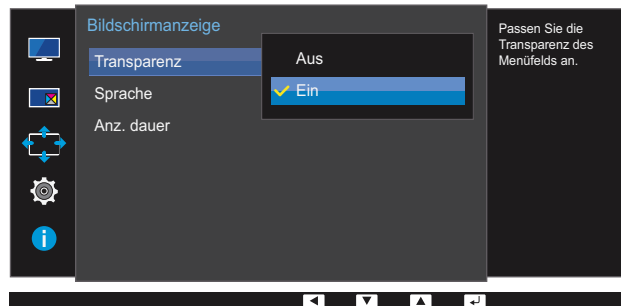 Bildschirmanzeige
Transparenz
Aus
Ein
Sprache
Anz. dauer
Passen Sie die
Transparenz des
Menüfelds an.